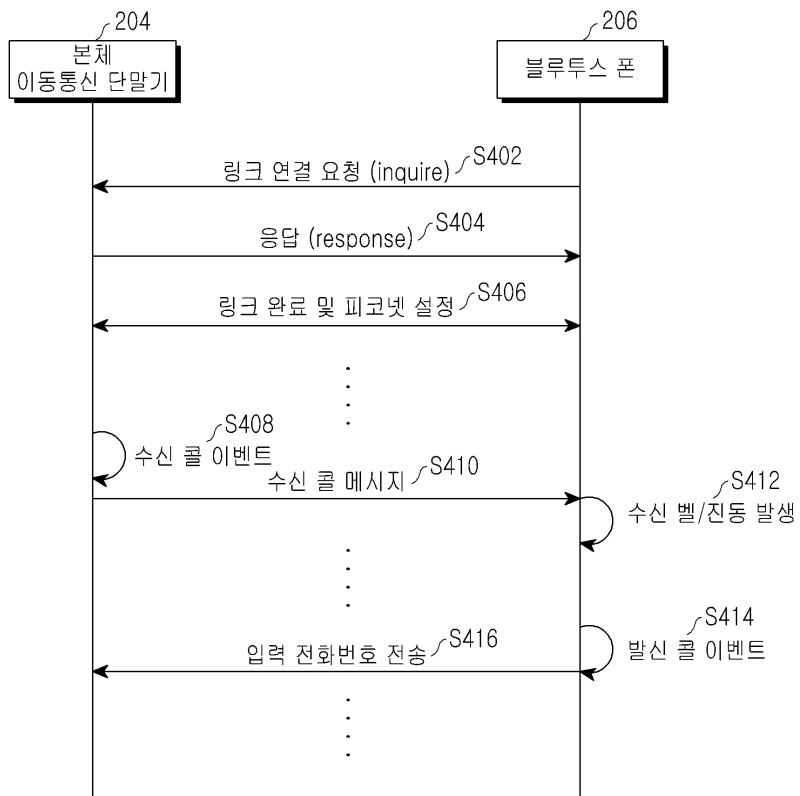 204
206
본체
이동통신 단말기
블루투스 폰
링크 연결 요청 (inquire)
S402
응답 (response)
S404
링크 완료 및 피코넷 설정
S406
S408
수신 콜 이벤트
수신 콜 메시지
S410
S412
수신 벨/진동 발생
S414
발신 콜 이벤트
입력 전화번호 전송
S416